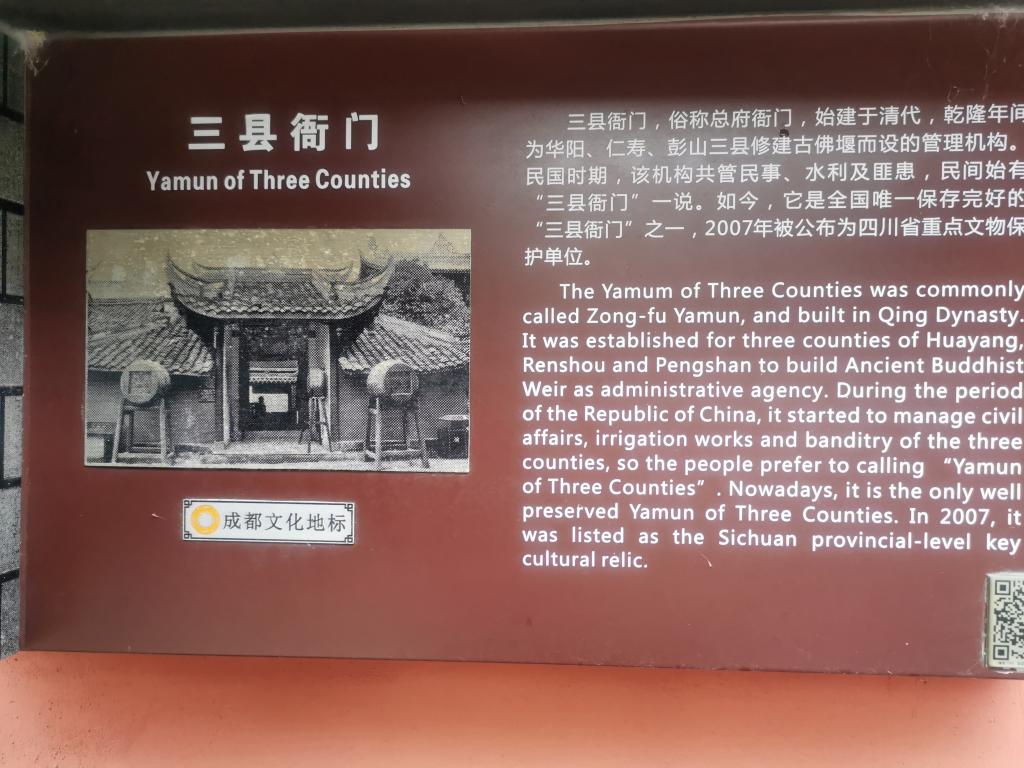 三县衙门
Yamun of Three Counties
成都文化地标
三县衙门，俗称总府衙门，始建于清代，乾隆年间
为华阳、仁寿、彭山三县修建古佛堰而设的管理机构。
民国时期，该机构共管民事、水利及匪患，民间始有
“三县衙门”一说。如今，它是全国唯一保存完好的
“三县衙门”之一，2007年被公布为四川省重点文物保
护单位。
The Yamum of Three Counties was commonly
called Zong-fu Yamun, and built in Qing Dynasty.
It was established for three counties of Huayang,
Renshou and Pengshan to build Ancient Buddhist
Weir as administrative agency. During the period
of the Republic of China, it started to manage civil
affairs, irrigation works and banditry of the three
counties, so the people prefer to calling “Yamun
of Three Counties”. Nowadays, it is the only well
preserved Yamun of Three Counties. In 2007, it
was listed as the Sichuan provincial-level key
cultural relic.